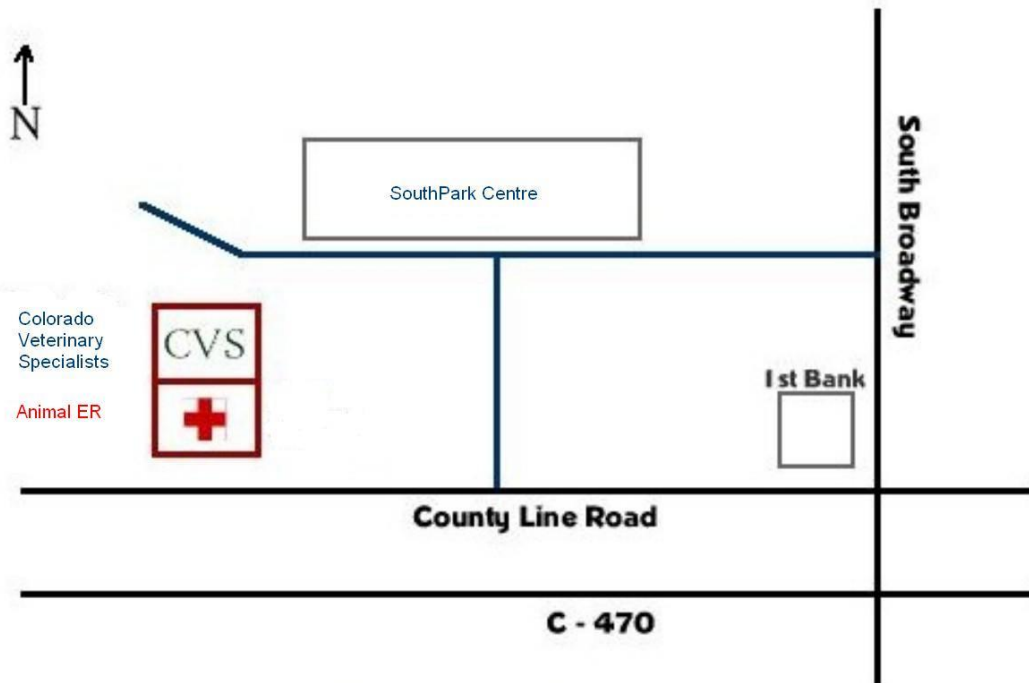 N
South Broadway
SouthPark Centre
Colorado
Veterinary
Specialists
CVS
Animal ER
1st Bank
County Line Road
C - 470